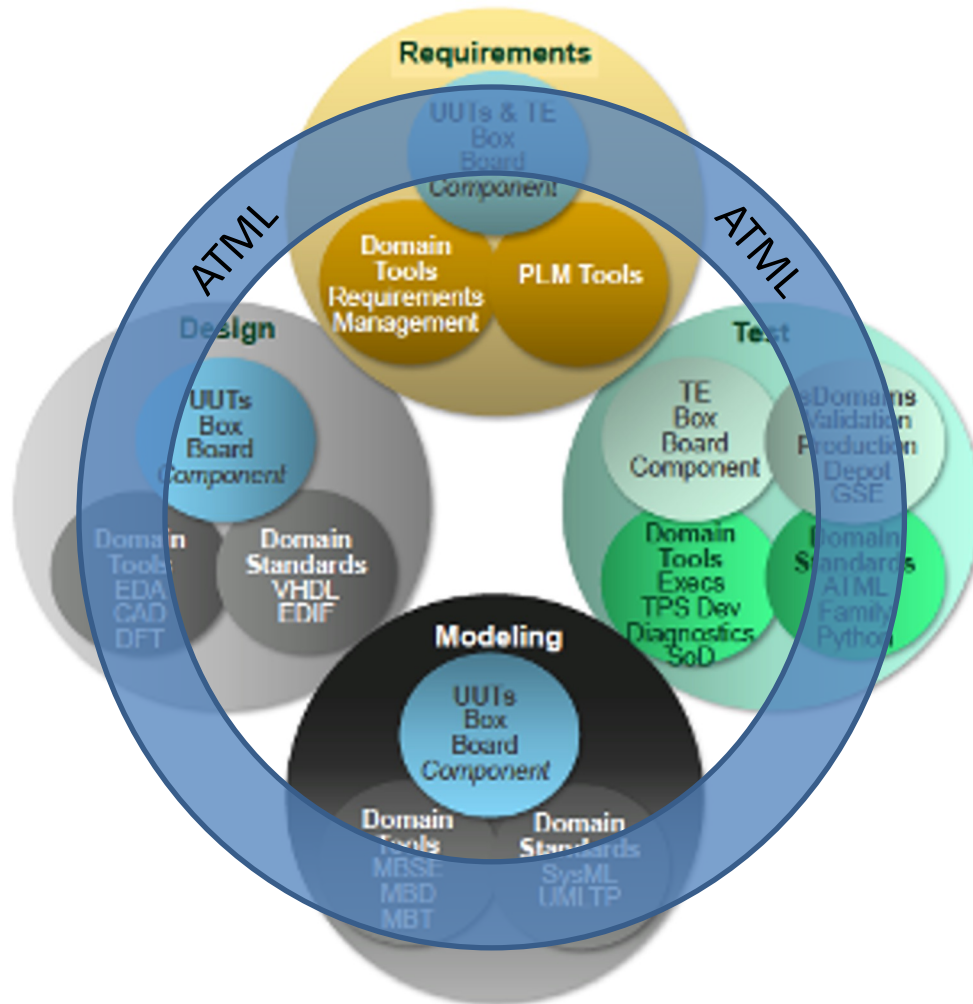 Requirements
UUTs & TE
Box
Board
Component
Domain
Tools
Requirements
Management
PLM Tools
ATML
ATML
Design
UUTs
Box
Board
Component
Domain
Tools
EDA
CAD
DFT
Domain
Standards
VHDL
EDIF
Test
TE
Box
Board
Component
sDomains
Validation
Production
Depot
GSE
Domain
Tools
Execs
TPS Dev
Diagnostics
SoD
Domain
Standards
ATML
Family
Python
Modeling
UUTs
Box
Board
Component
Domain
Tools
MBSE
MBD
MBT
Domain
Standards
SysML
TP